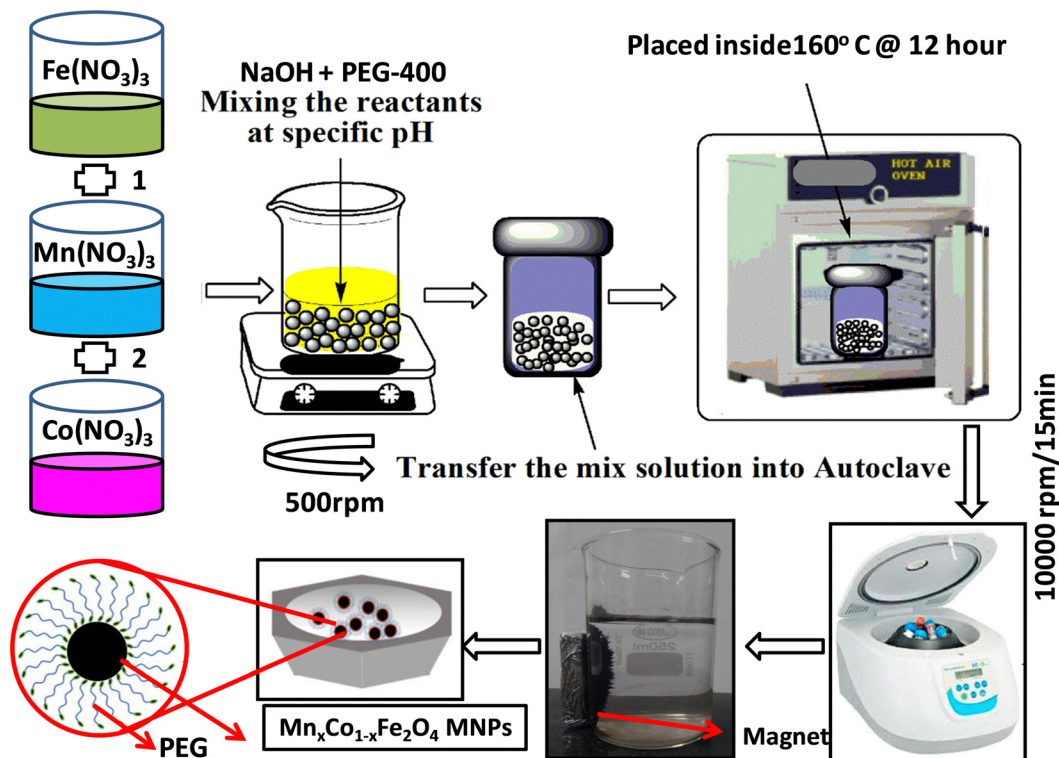 Fe(NO₃)₃
1
Mn(NO₃)₃
2
Co(NO₃)₃
NaOH + PEG-400
Mixing the reactants
at specific pH
500rpm
Transfer the mix solution into Autoclave
Placed inside160° C @ 12 hour
HOT AIR
OVEN
10000 rpm/15min
250ml
Magnet
MnₓCo₁₋ₓFe₂O₄ MNPs
PEG